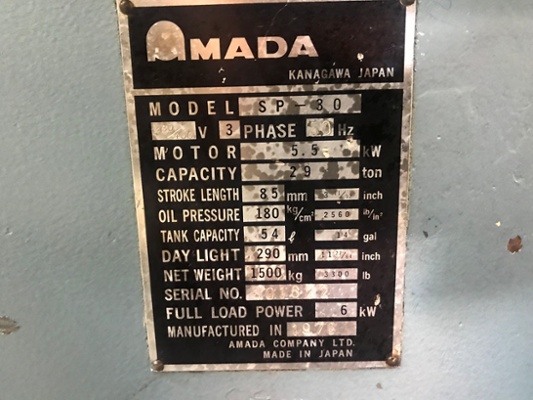 AMADA
KANAGAWA JAPAN
MODEL SP-30
V 3 PHASE Hz
MOTOR 5.5 kW
CAPACITY 29 ton
STROKE LENGTH 85 mm inch
OIL PRESSURE 180 kg/cm² 2560 lb/in²
TANK CAPACITY 54 ℓ 14 gal
DAY LIGHT 290 mm inch
NET WEIGHT 1500 kg 3300 lb
SERIAL NO.
FULL LOAD POWER 6 kW
MANUFACTURED IN
AMADA COMPANY LTD.
MADE IN JAPAN